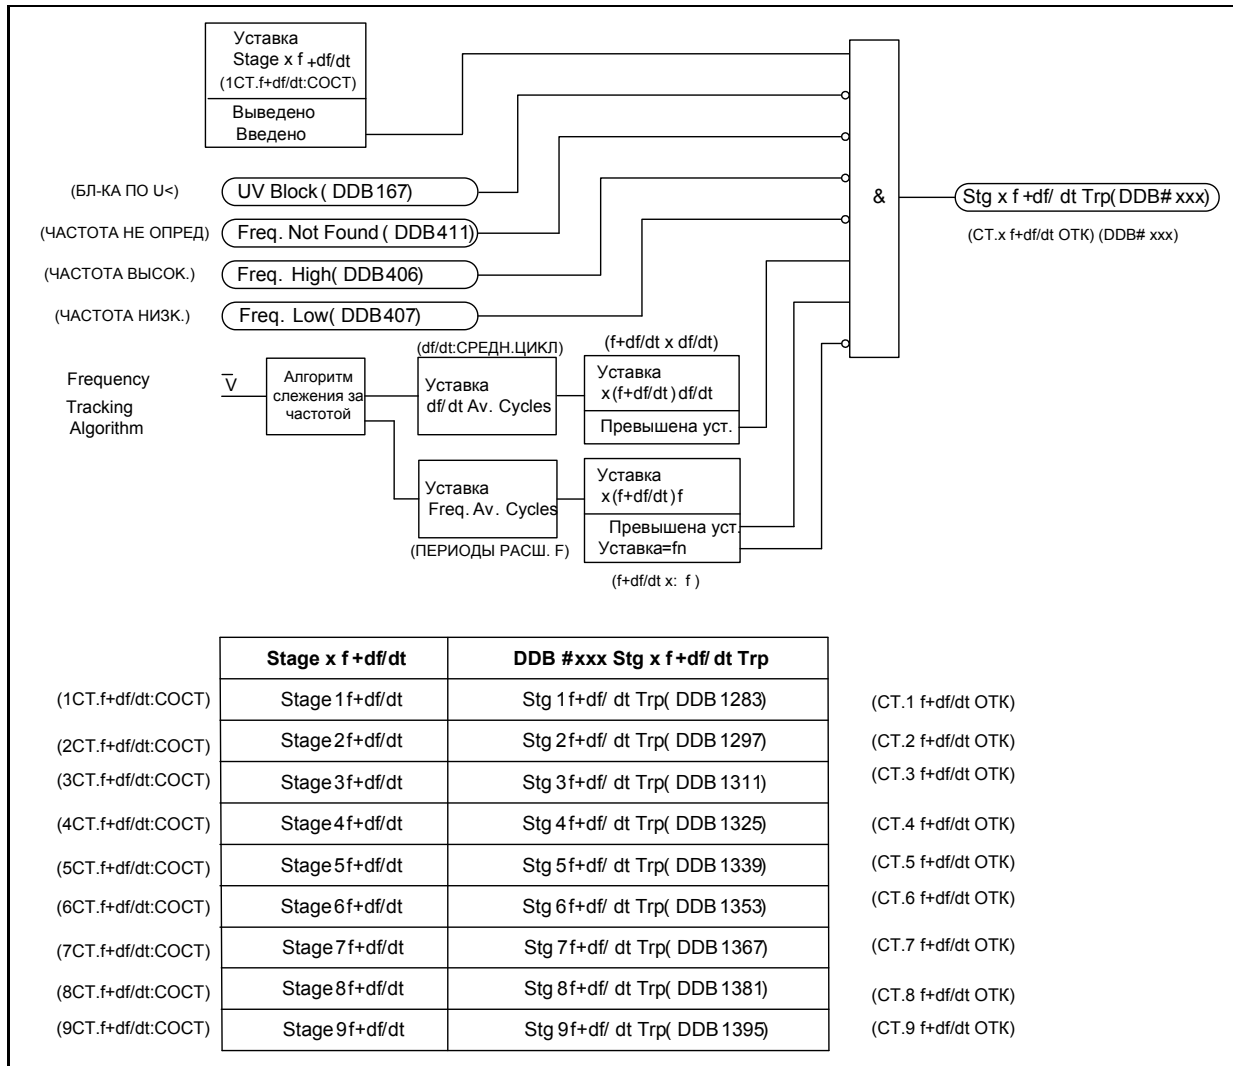 Уставка
Stage x f +df/dt
(1СТ.f+df/dt:СОСТ)
Выведено
Введено
(БЛ-КА ПО U<)
UV Block ( DDB 167)
(ЧАСТОТА НЕ ОПРЕД)
Freq. Not Found ( DDB 411)
(ЧАСТОТА ВЫСОК.)
Freq. High( DDB 406)
(ЧАСТОТА НИЗК.)
Freq. Low( DDB 407)
&
Stg x f +df/ dt Trp( DDB# xxx)
(СТ.x f+df/dt ОТК) (DDB# xxx)
Frequency
Tracking
Algorithm
V
Алгоритм
слежения за
частотой
(df/dt:СРЕДН.ЦИКЛ)
Уставка
df/ dt Av. Cycles
(f+df/dt x df/dt)
Уставка
x (f+df/dt ) df/dt
Превышена уст.
Уставка
Freq. Av. Cycles
(ПЕРИОДЫ РАСШ. F)
Уставка
x (f+df/dt ) f
Превышена уст.
Уставка=fn
(f+df/dt x: f )
Stage x f +df/dt DDB #xxx Stg x f +df/ dt Trp
(1СТ.f+df/dt:СОСТ) Stage 1 f+df/dt Stg 1 f+df/ dt Trp( DDB 1283) (СТ.1 f+df/dt ОТК)
(2СТ.f+df/dt:СОСТ) Stage 2 f+df/dt Stg 2 f+df/ dt Trp( DDB 1297) (СТ.2 f+df/dt ОТК)
(3СТ.f+df/dt:СОСТ) Stage 3 f+df/dt Stg 3 f+df/ dt Trp( DDB 1311) (СТ.3 f+df/dt ОТК)
(4СТ.f+df/dt:СОСТ) Stage 4 f+df/dt Stg 4 f+df/ dt Trp( DDB 1325) (СТ.4 f+df/dt ОТК)
(5СТ.f+df/dt:СОСТ) Stage 5 f+df/dt Stg 5 f+df/ dt Trp( DDB 1339) (СТ.5 f+df/dt ОТК)
(6СТ.f+df/dt:СОСТ) Stage 6 f+df/dt Stg 6 f+df/ dt Trp( DDB 1353) (СТ.6 f+df/dt ОТК)
(7СТ.f+df/dt:СОСТ) Stage 7 f+df/dt Stg 7 f+df/ dt Trp( DDB 1367) (СТ.7 f+df/dt ОТК)
(8СТ.f+df/dt:СОСТ) Stage 8 f+df/dt Stg 8 f+df/ dt Trp( DDB 1381) (СТ.8 f+df/dt ОТК)
(9СТ.f+df/dt:СОСТ) Stage 9 f+df/dt Stg 9 f+df/ dt Trp( DDB 1395) (СТ.9 f+df/dt ОТК)